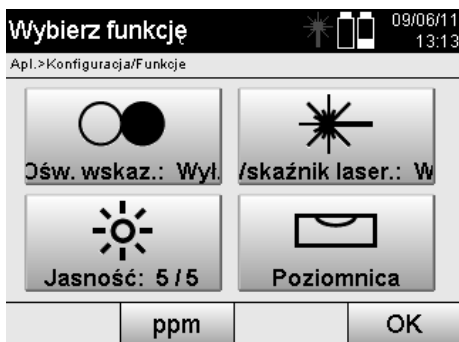 Wybierz funkcję
09/06/11
13:13
Apl.>Konfiguracja/Funkcje
Ośw. wskaz.: Wył.
/skaźnik laser.: W
Jasność: 5/5
Poziomnica
ppm
OK